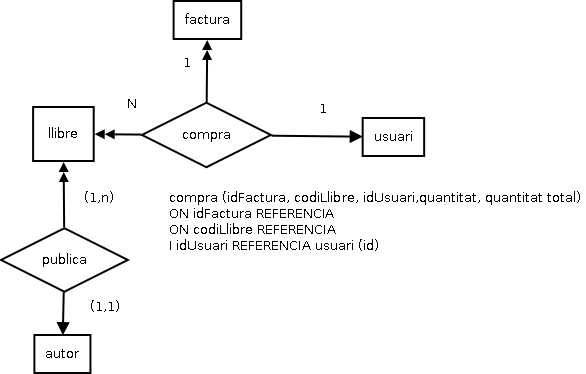 factura
1
N
1
llibre
compra
usuari
(1,n)
compra (idFactura, codiLlibre, idUsuari,quantitat, quantitat total)
ON idFactura REFERENCIA
ON codiLlibre REFERENCIA
I idUsuari REFERENCIA usuari (id)
publica
(1,1)
autor